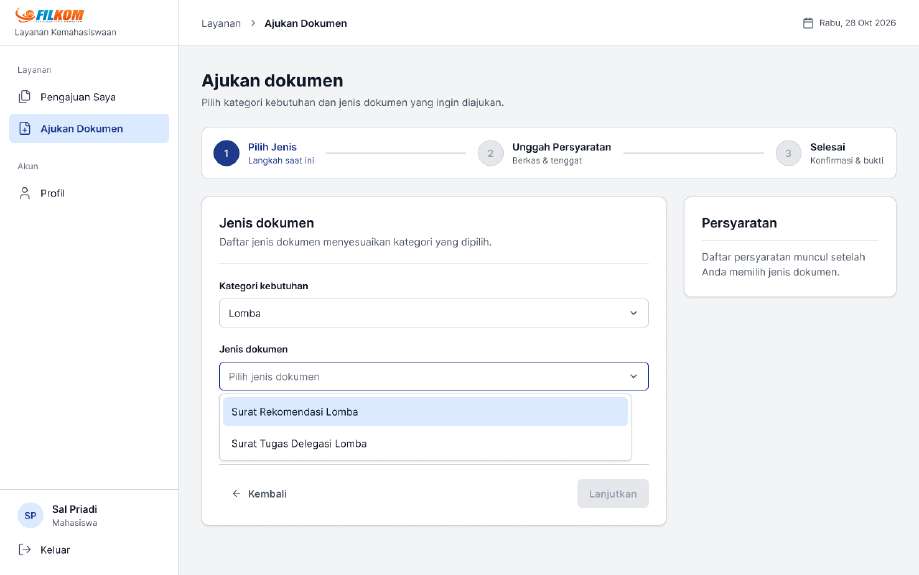 FILKOM
Layanan Kemahasiswaan
Layanan
Pengajuan Saya
Ajukan Dokumen
Akun
Profil
SP
Sal Priadi
Mahasiswa
Keluar
Layanan > Ajukan Dokumen
Rabu, 28 Okt 2026
Ajukan dokumen
Pilih kategori kebutuhan dan jenis dokumen yang ingin diajukan.
1
Pilih Jenis
Langkah saat ini
2
Unggah Persyaratan
Berkas & tenggat
3
Selesai
Konfirmasi & bukti
Jenis dokumen
Daftar jenis dokumen menyesuaikan kategori yang dipilih.
Kategori kebutuhan
Lomba
Jenis dokumen
Pilih jenis dokumen
Surat Rekomendasi Lomba
Surat Tugas Delegasi Lomba
Kembali
Lanjutkan
Persyaratan
Daftar persyaratan muncul setelah
Anda memilih jenis dokumen.